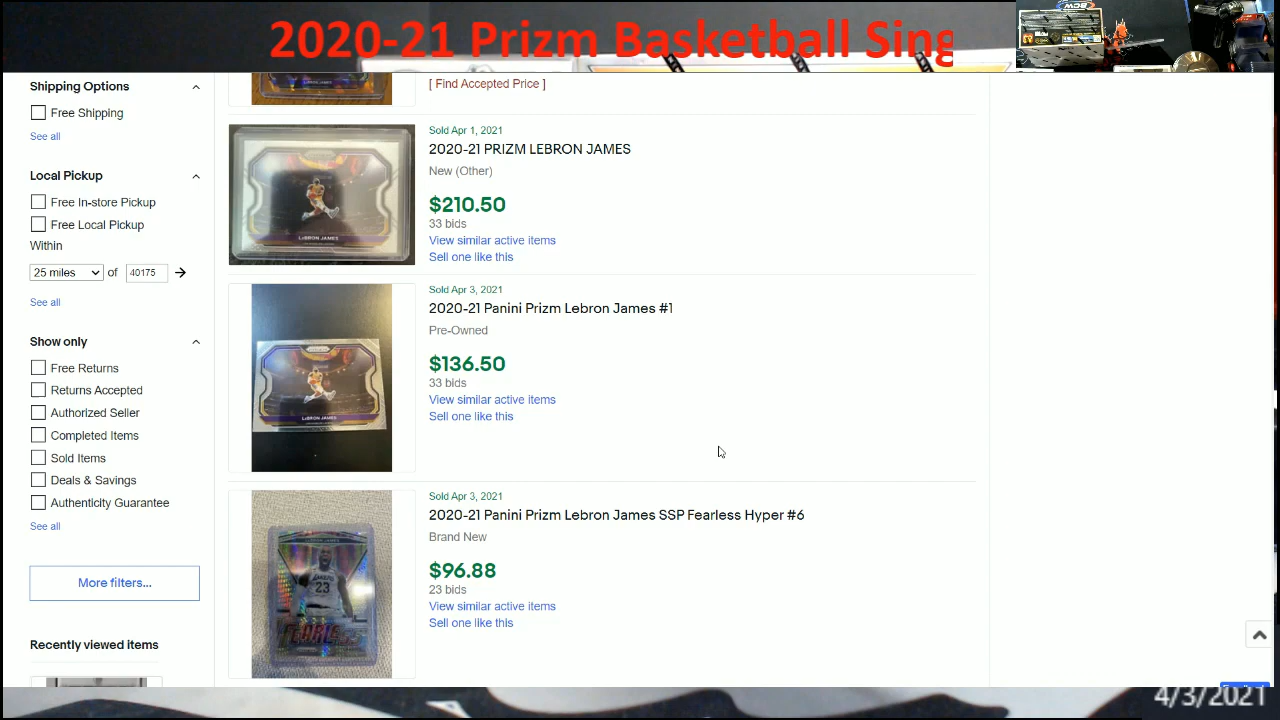 2020-21 Prizm Basketball Sing
Shipping Options
Free Shipping
See all
Local Pickup
Free In-store Pickup
Free Local Pickup
Within
25 miles of 40175
See all
Show only
Free Returns
Returns Accepted
Authorized Seller
Completed Items
Sold Items
Deals & Savings
Authenticity Guarantee
See all
More filters...
Recently viewed items
[ Find Accepted Price ]
Sold Apr 1, 2021
2020-21 PRIZM LEBRON JAMES
New (Other)
$210.50
33 bids
View similar active items
Sell one like this
LeBRON JAMES
Sold Apr 3, 2021
2020-21 Panini Prizm Lebron James #1
Pre-Owned
$136.50
33 bids
View similar active items
Sell one like this
LeBRON JAMES
Sold Apr 3, 2021
2020-21 Panini Prizm Lebron James SSP Fearless Hyper #6
Brand New
$96.88
23 bids
View similar active items
Sell one like this
LAKERS
23
4/3/2021